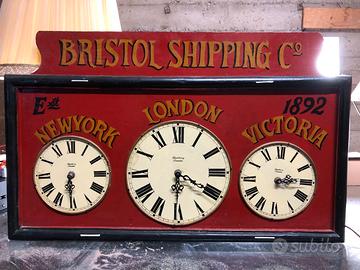 BRISTOL SHIPPING Co
Ed 1892
NEWYORK LONDON VICTORIA
subito